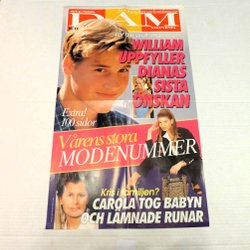 DAM
WILLIAM
UPPFYLLER
DIANAS
SISTA
ÖNSKAN
Extra!
100 sidor
Vårens stora
MODENUMMER
Kris i familjen?
CAROLA TOG BABYN
OCH LÄMNADE RUNAR